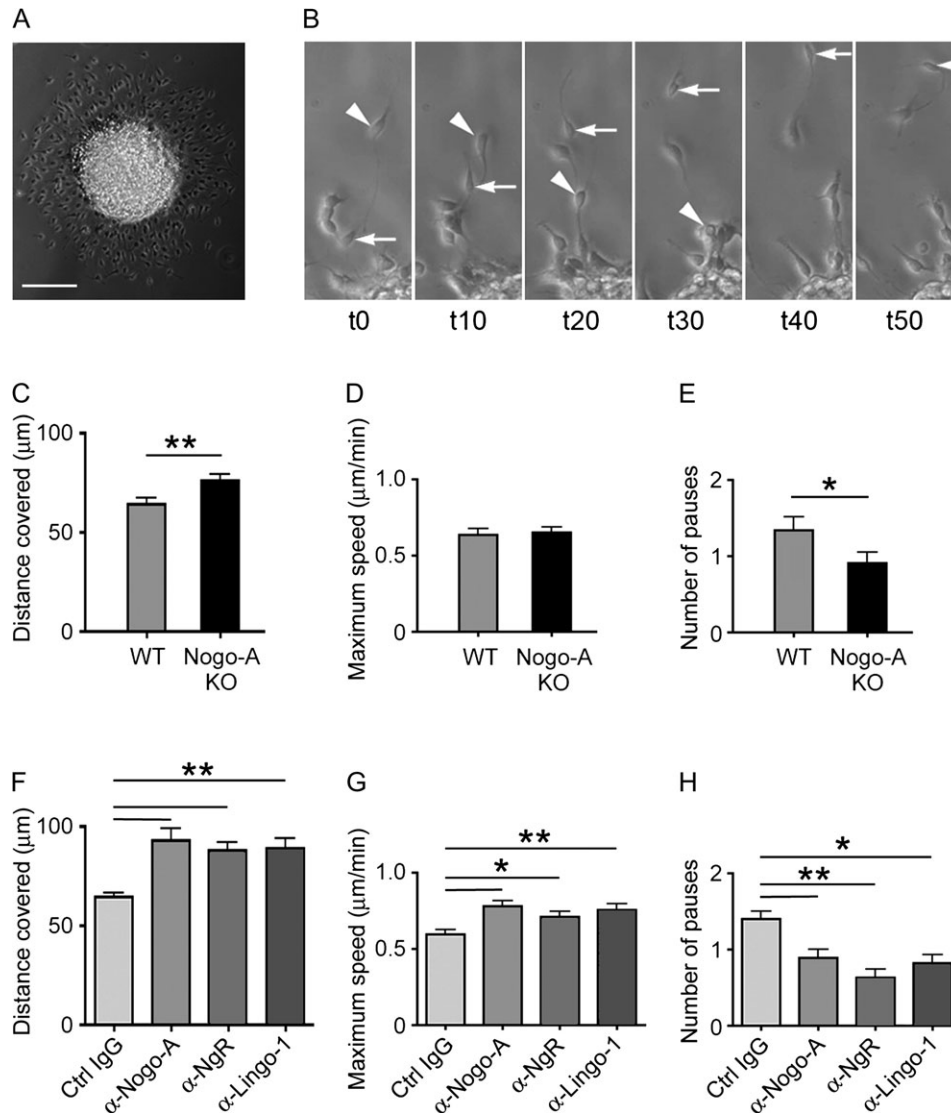 A
B
t0 t10 t20 t30 t40 t50
C
D
E
Distance covered (μm)
100
50
0
**
WT
Nogo-A
KO
Maximum speed (μm/min)
1.0
0.5
0
WT
Nogo-A
KO
Number of pauses
2
1
0
*
WT
Nogo-A
KO
F
G
H
Distance covered (μm)
100
50
0
**
Ctrl IgG
α-Nogo-A
α-NgR
α-Lingo-1
Maximum speed (μm/min)
1.0
0.5
0
**
*
Ctrl IgG
α-Nogo-A
α-NgR
α-Lingo-1
Number of pauses
2
1
0
*
**
Ctrl IgG
α-Nogo-A
α-NgR
α-Lingo-1